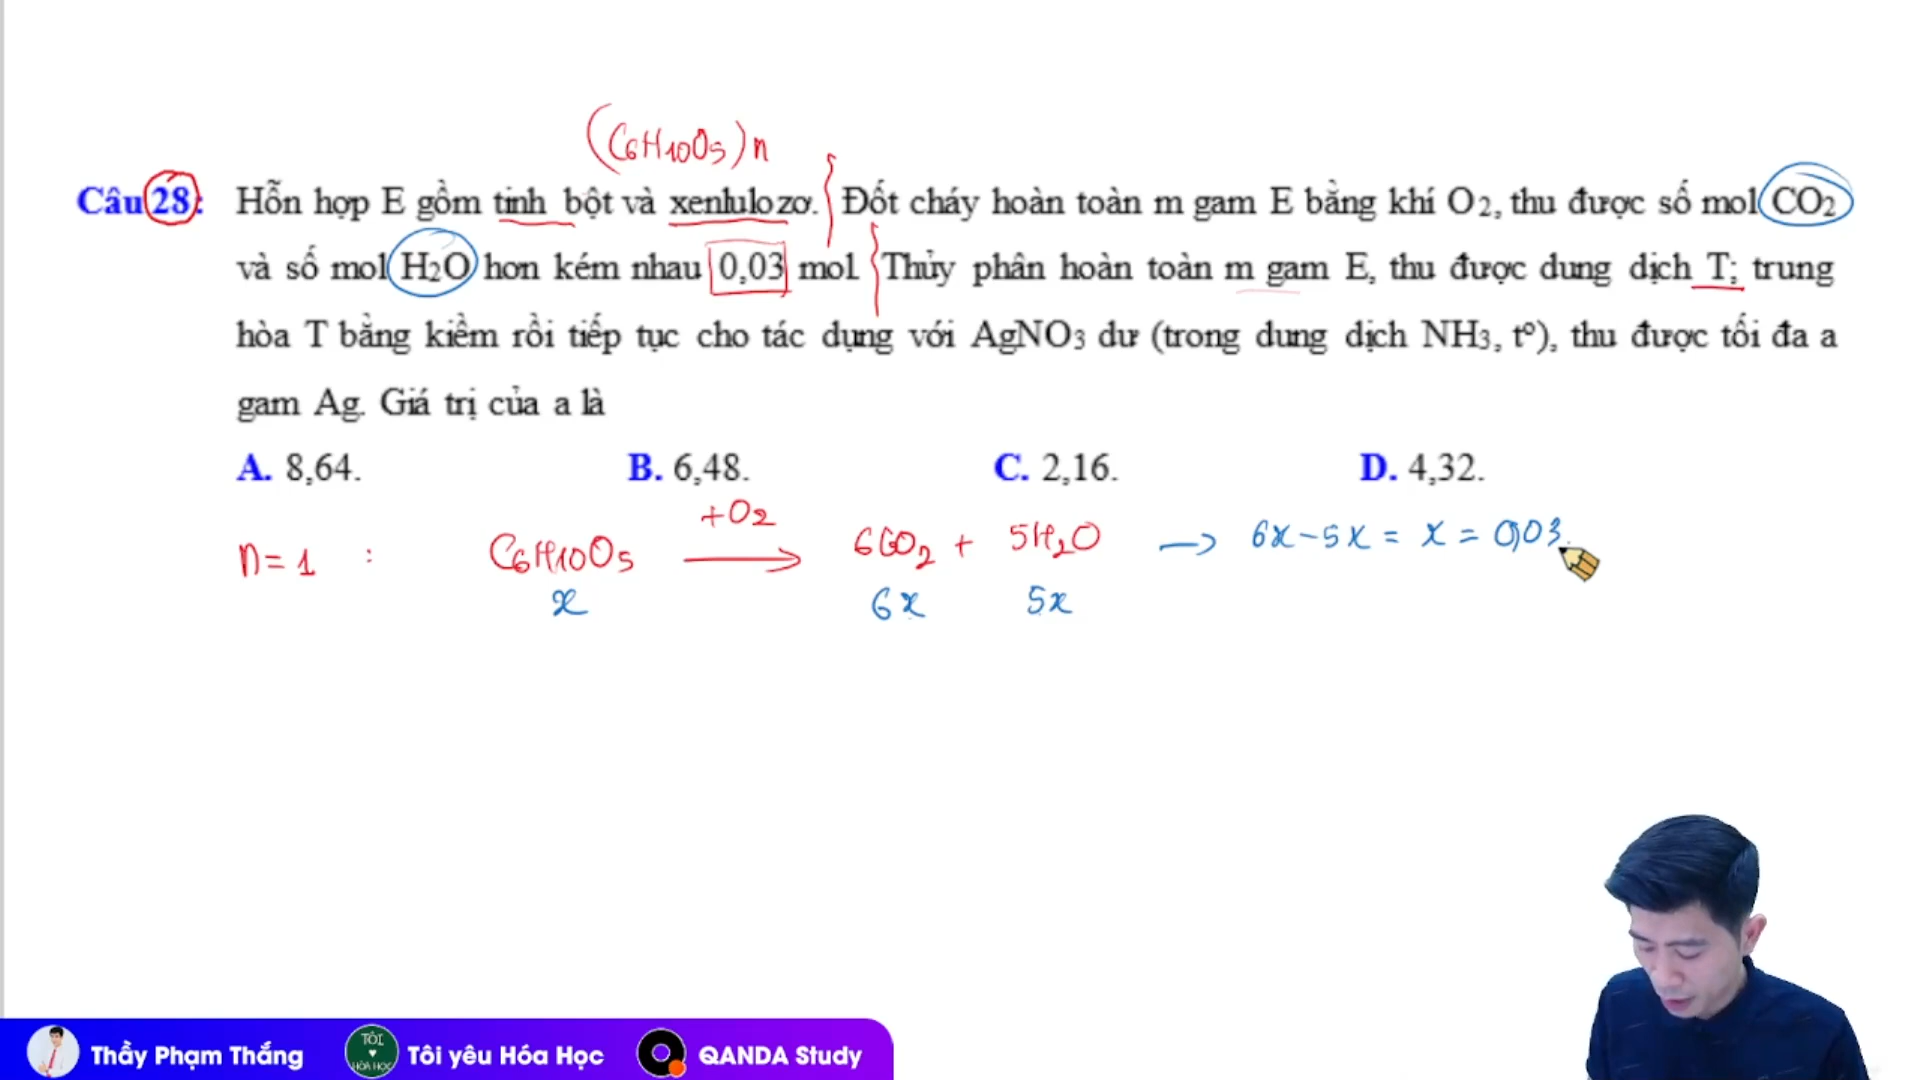 (C6H10O5)n
Câu 28: Hỗn hợp E gồm tinh bột và xenlulozơ. Đốt cháy hoàn toàn m gam E bằng khí O2, thu được số mol CO2
và số mol H2O hơn kém nhau 0,03 mol. Thủy phân hoàn toàn m gam E, thu được dung dịch T; trung
hòa T bằng kiềm rồi tiếp tục cho tác dụng với AgNO3 dư (trong dung dịch NH3, tº), thu được tối đa a
gam Ag. Giá trị của a là
A. 8,64. B. 6,48. C. 2,16. D. 4,32.
+O2
n=1 : C6H10O5 → 6CO2 + 5H2O → 6x-5x = x = 0,03.
x 6x 5x
Thầy Phạm Thắng TÔI ♥ HÓA HỌC Tôi yêu Hóa Học QANDA Study